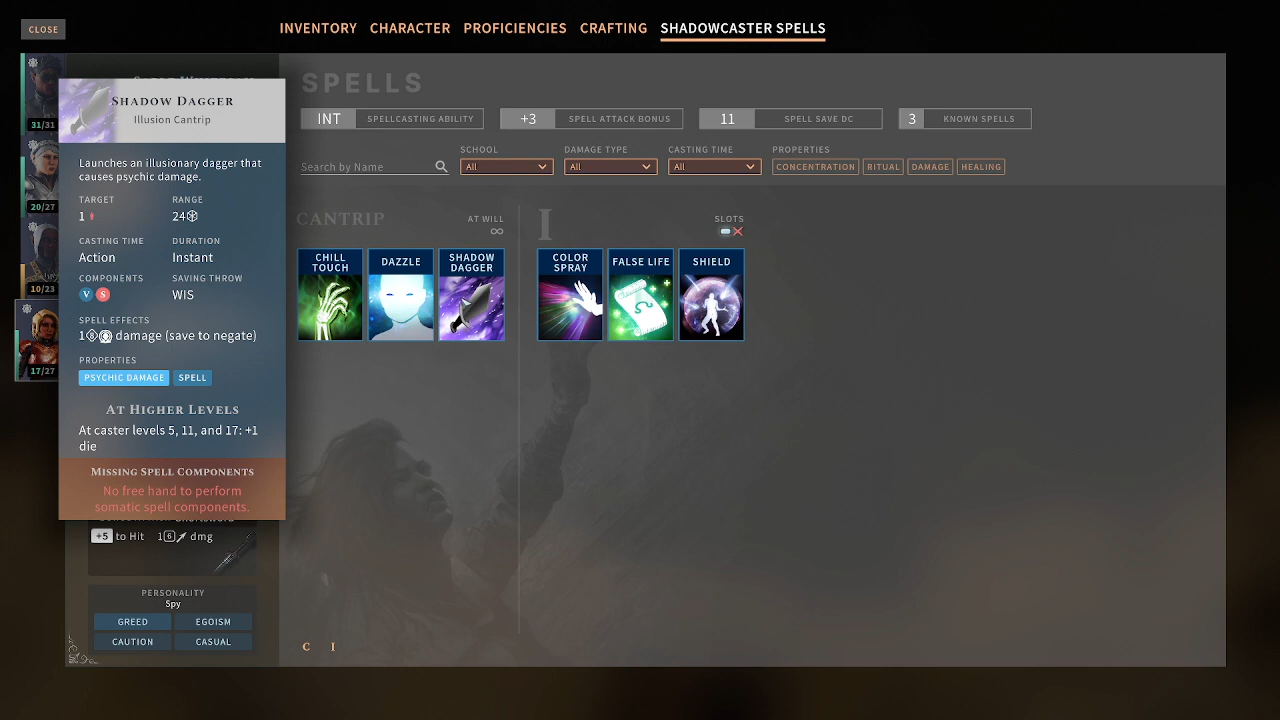 CLOSE
INVENTORY CHARACTER PROFICIENCIES CRAFTING SHADOWCASTER SPELLS
31/31
20/27
10/23
17/27
SHADOW DAGGER
Illusion Cantrip
Launches an illusionary dagger that
causes psychic damage.
TARGET RANGE
1 24
CASTING TIME DURATION
Action Instant
COMPONENTS SAVING THROW
V S WIS
SPELL EFFECTS
1 8 damage (save to negate)
PROPERTIES
PSYCHIC DAMAGE SPELL
AT HIGHER LEVELS
At caster levels 5, 11, and 17: +1
die
MISSING SPELL COMPONENTS
No free hand to perform
somatic spell components.
+5 to Hit 1 6 dmg
PERSONALITY
Spy
GREED EGOISM
CAUTION CASUAL
SPELLS
INT SPELLCASTING ABILITY +3 SPELL ATTACK BONUS 11 SPELL SAVE DC 3 KNOWN SPELLS
SCHOOL DAMAGE TYPE CASTING TIME PROPERTIES
Search by Name All All All CONCENTRATION RITUAL DAMAGE HEALING
CANTRIP AT WILL
∞
I SLOTS
CHILL TOUCH DAZZLE SHADOW DAGGER COLOR SPRAY FALSE LIFE SHIELD
C I